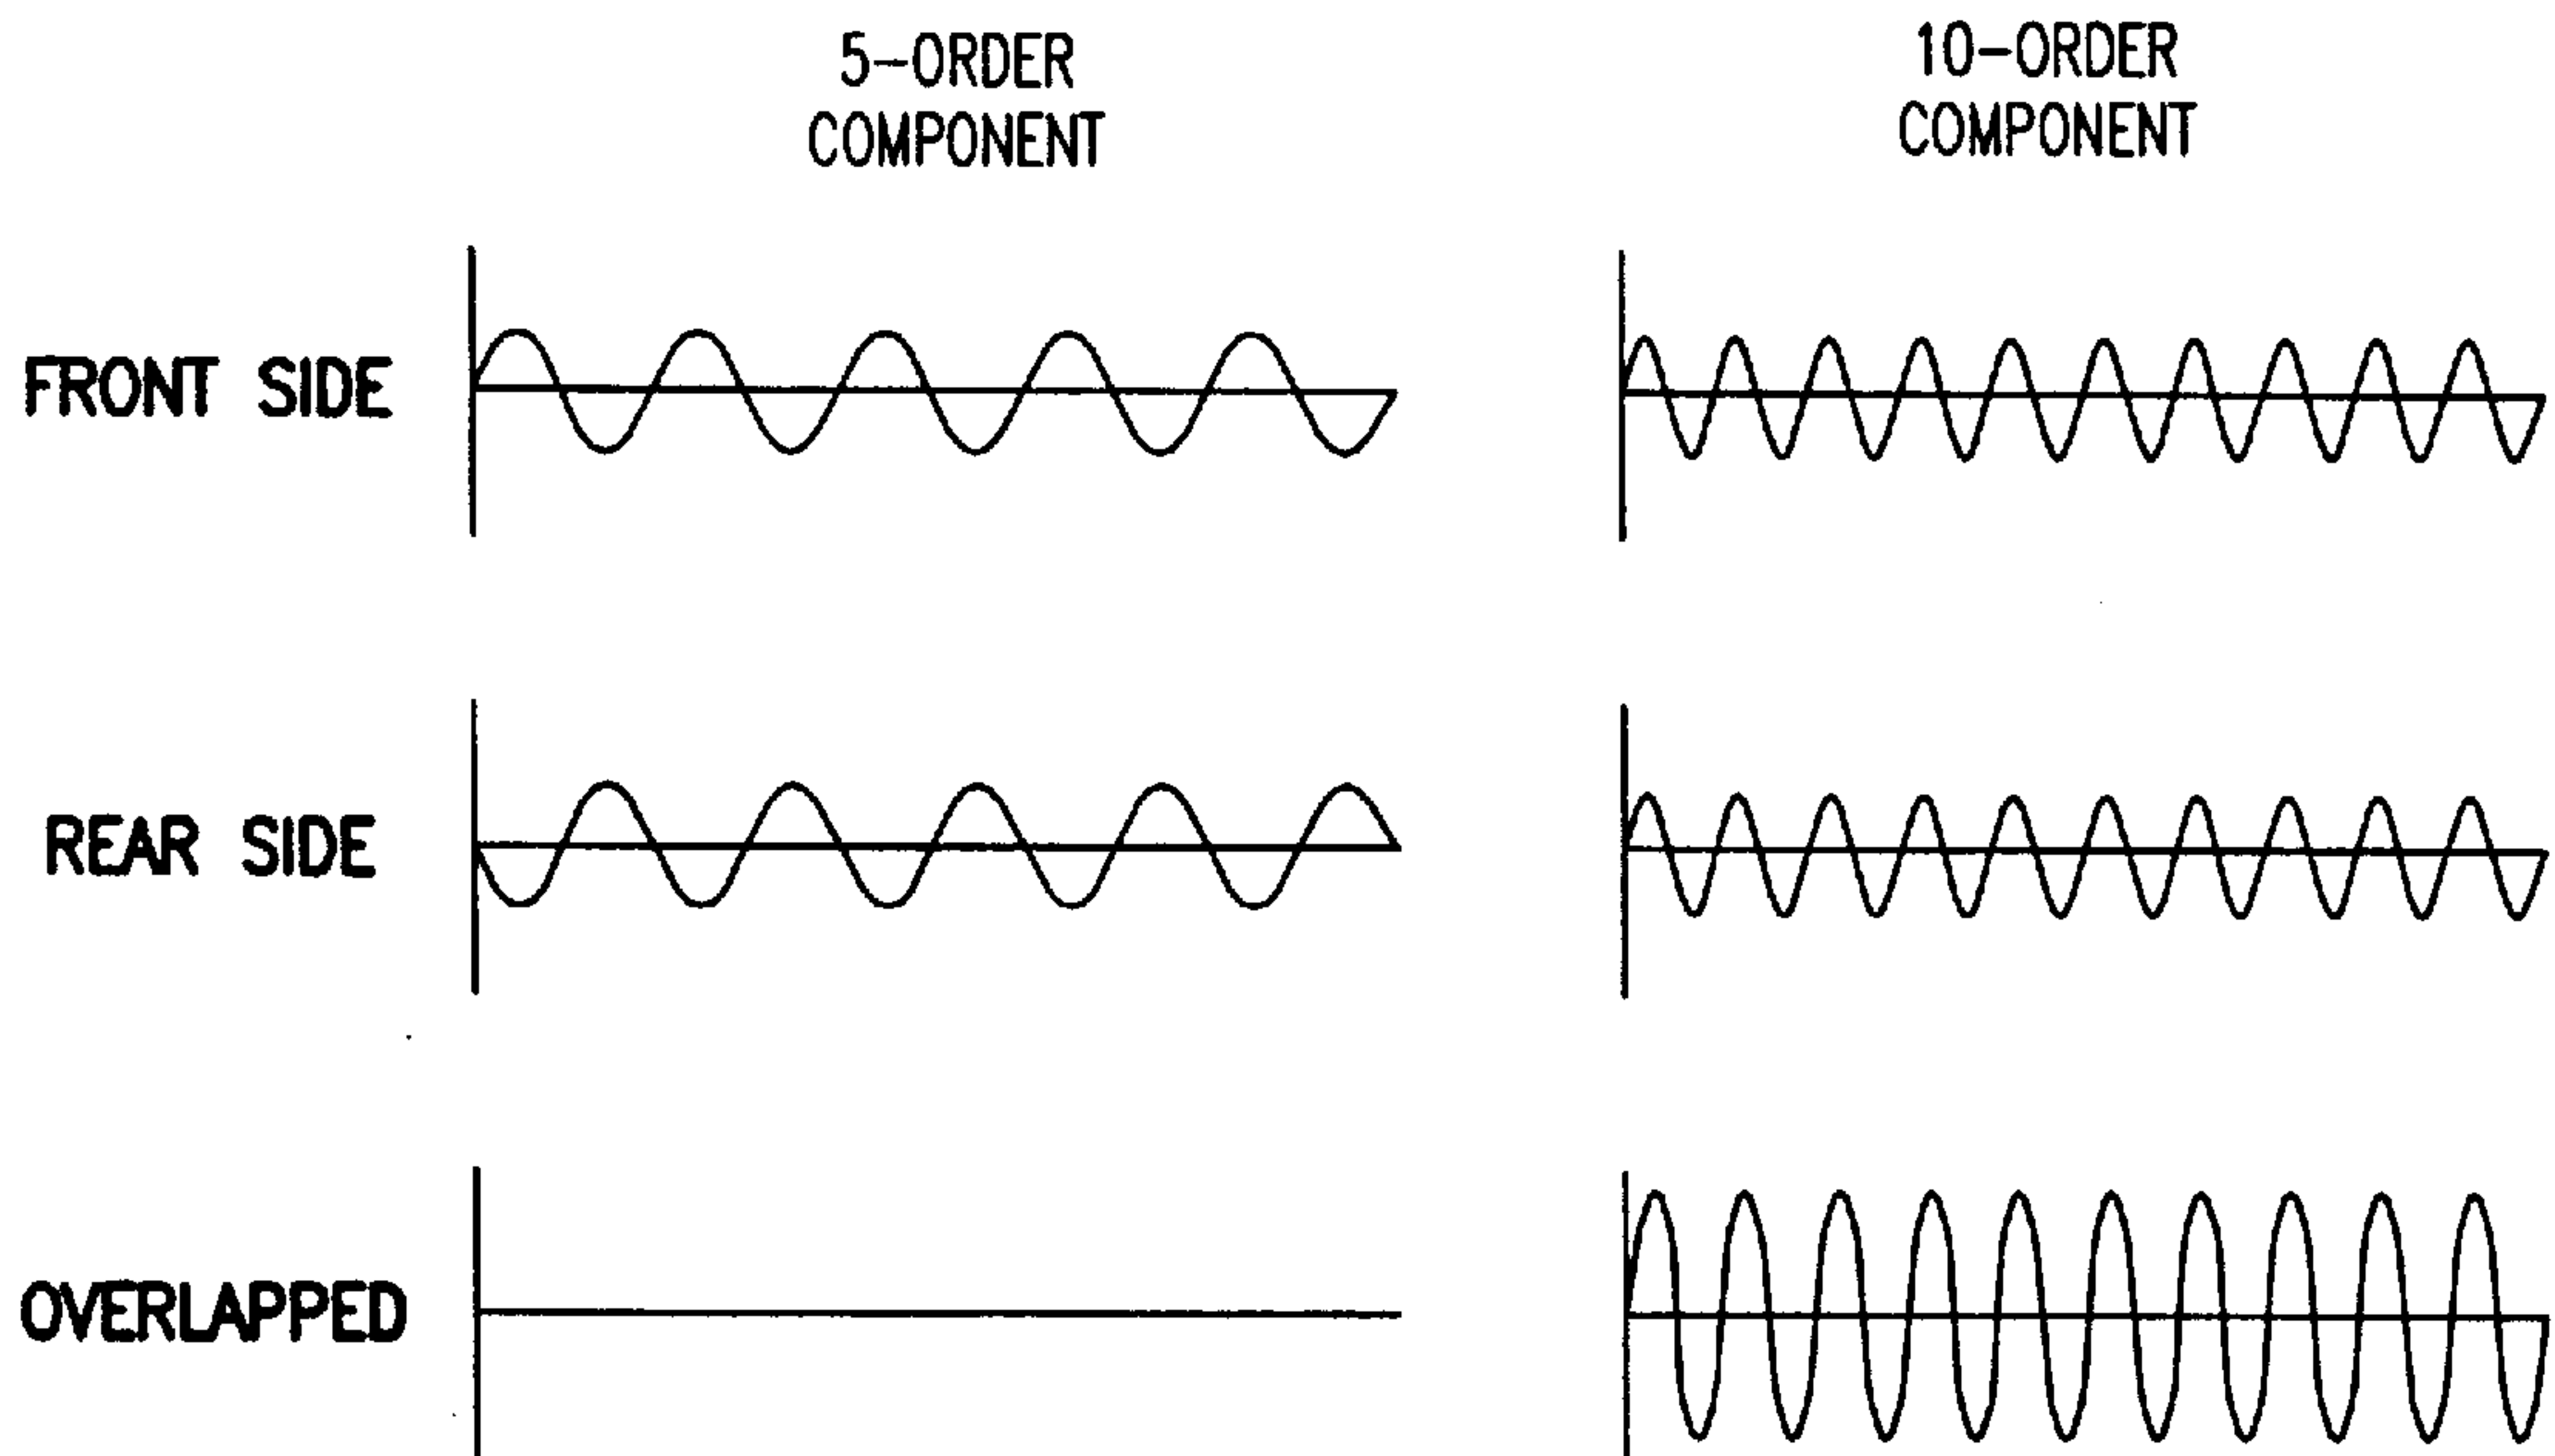 5-ORDER
COMPONENT
10-ORDER
COMPONENT
FRONT SIDE
REAR SIDE
OVERLAPPED